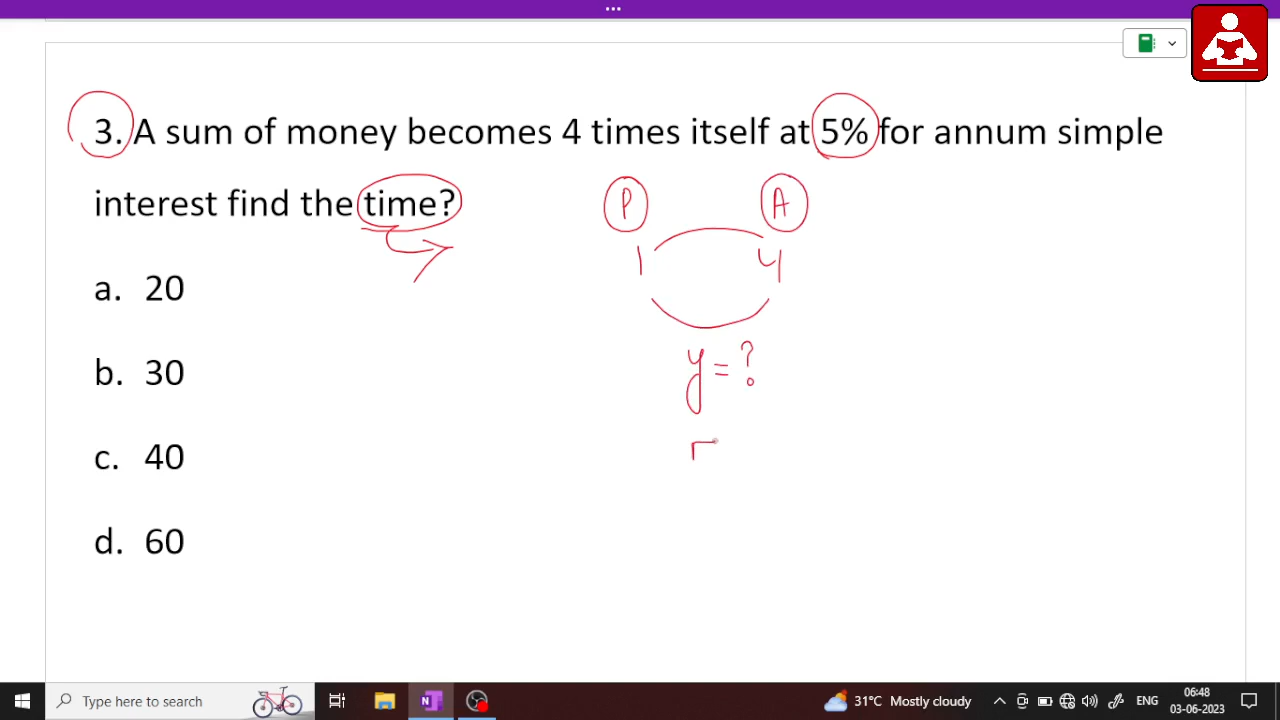 3. A sum of money becomes 4 times itself at 5% for annum simple
interest find the time?
P A
1 4
a. 20
y = ?
b. 30
r
c. 40
d. 60
Type here to search
N
31°C Mostly cloudy
ENG
06:48
03-06-2023